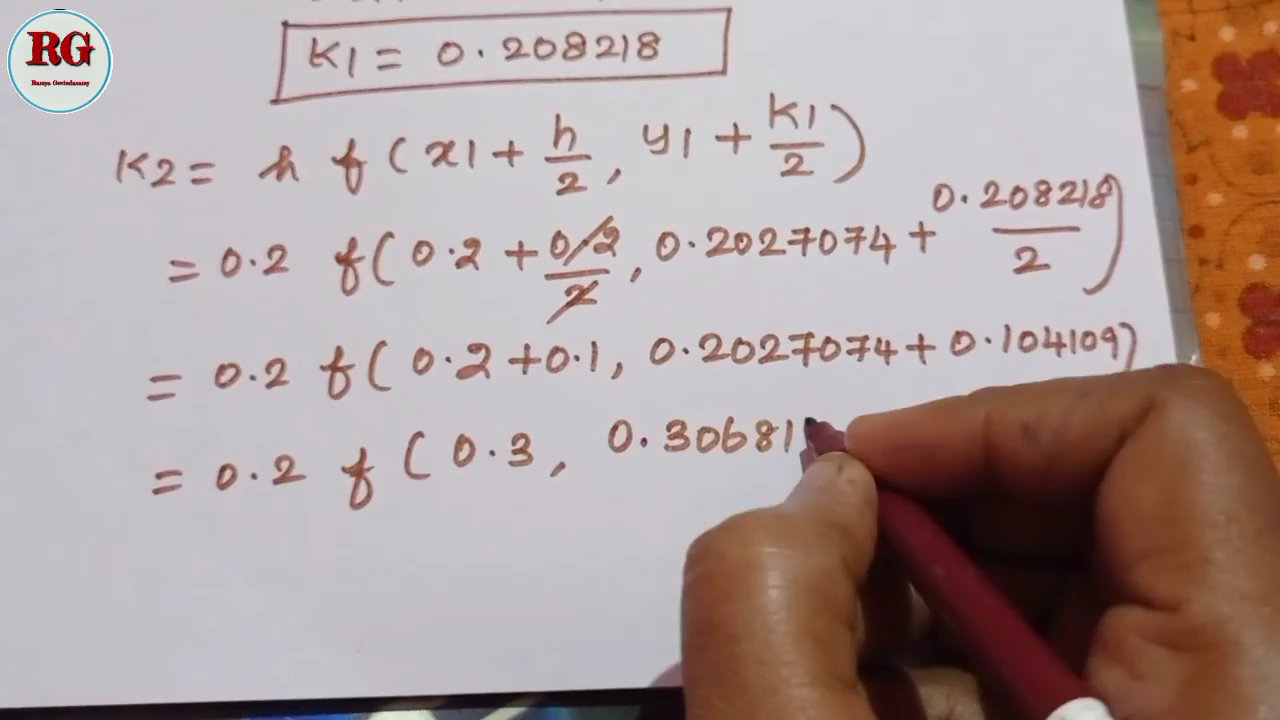 RG
Ramya Govindasamy
K1 = 0.208218
K2 = h f(x1 + h/2, y1 + K1/2)
= 0.2 f(0.2 + 0.2/2, 0.2027074 + 0.208218/2)
= 0.2 f(0.2 + 0.1, 0.2027074 + 0.104109)
= 0.2 f(0.3, 0.30681